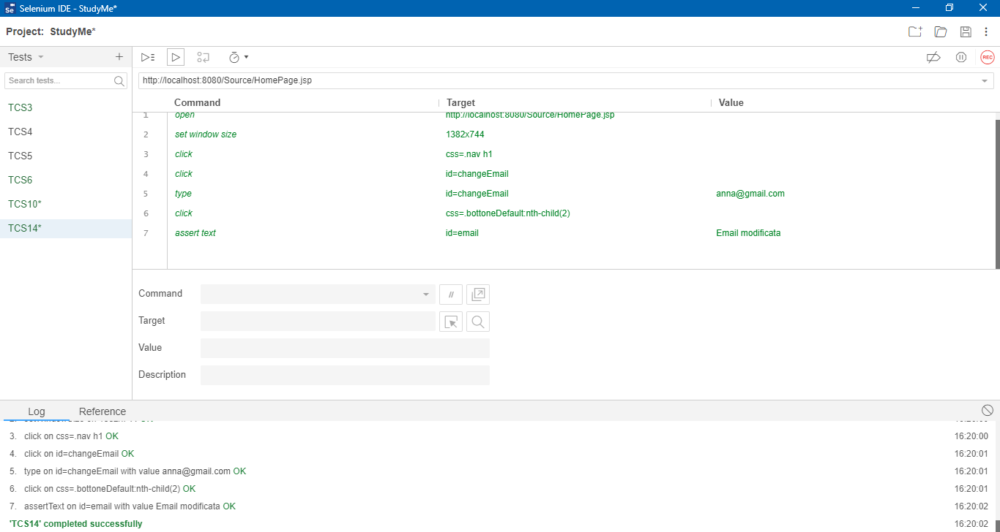 Selenium IDE - StudyMe*
Project: StudyMe*
Tests
Search tests...
TCS3
TCS4
TCS5
TCS6
TCS10*
TCS14*
REC
http://localhost:8080/Source/HomePage.jsp
Command Target Value
1 open http://localhost:8080/Source/HomePage.jsp
2 set window size 1382x744
3 click css=.nav h1
4 click id=changeEmail
5 type id=changeEmail anna@gmail.com
6 click css=.bottoneDefault:nth-child(2)
7 assert text id=email Email modificata
Command //
Target
Value
Description
Log Reference
3. click on css=.nav h1 OK 16:20:00
4. click on id=changeEmail OK 16:20:01
5. type on id=changeEmail with value anna@gmail.com OK 16:20:01
6. click on css=.bottoneDefault:nth-child(2) OK 16:20:01
7. assertText on id=email with value Email modificata OK 16:20:02
'TCS14' completed successfully 16:20:02